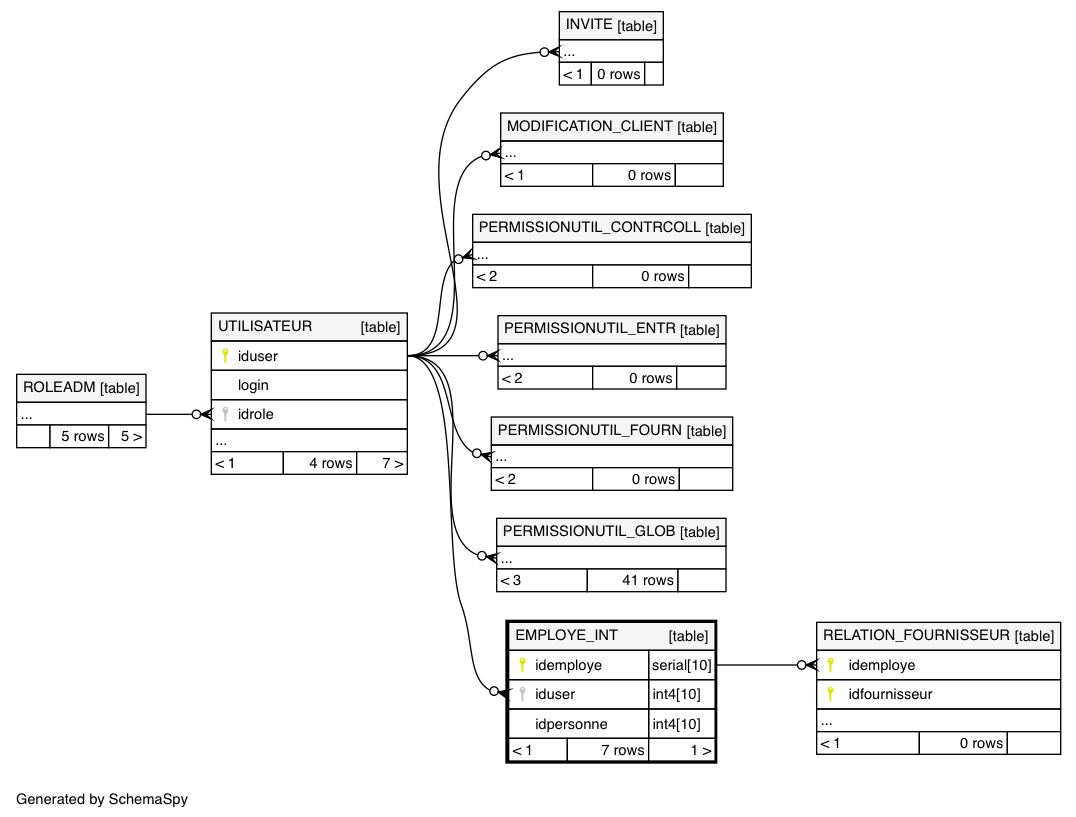 INVITE [table]
...
< 1 0 rows
MODIFICATION_CLIENT [table]
...
< 1 0 rows
PERMISSIONUTIL_CONTRCOLL [table]
...
< 2 0 rows
UTILISATEUR [table]
iduser
login
idrole
...
< 1 4 rows 7 >
ROLEADM [table]
...
5 rows 5 >
PERMISSIONUTIL_ENTR [table]
...
< 2 0 rows
PERMISSIONUTIL_FOURN [table]
...
< 2 0 rows
PERMISSIONUTIL_GLOB [table]
...
< 3 41 rows
EMPLOYE_INT [table]
idemploye serial[10]
iduser int4[10]
idpersonne int4[10]
< 1 7 rows 1 >
RELATION_FOURNISSEUR [table]
idemploye
idfournisseur
...
< 1 0 rows
Generated by SchemaSpy